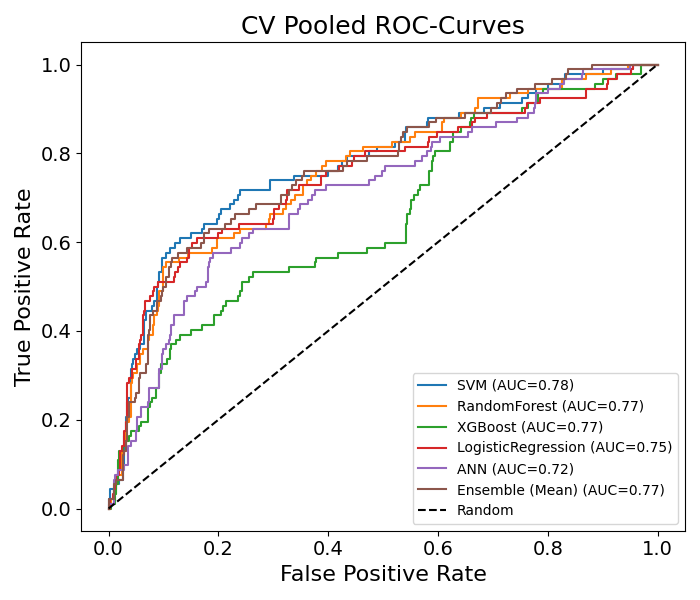 CV Pooled ROC-Curves
True Positive Rate
1.0
0.8
0.6
0.4
0.2
0.0
SVM (AUC=0.78)
RandomForest (AUC=0.77)
XGBoost (AUC=0.77)
LogisticRegression (AUC=0.75)
ANN (AUC=0.72)
Ensemble (Mean) (AUC=0.77)
Random
0.0 0.2 0.4 0.6 0.8 1.0
False Positive Rate